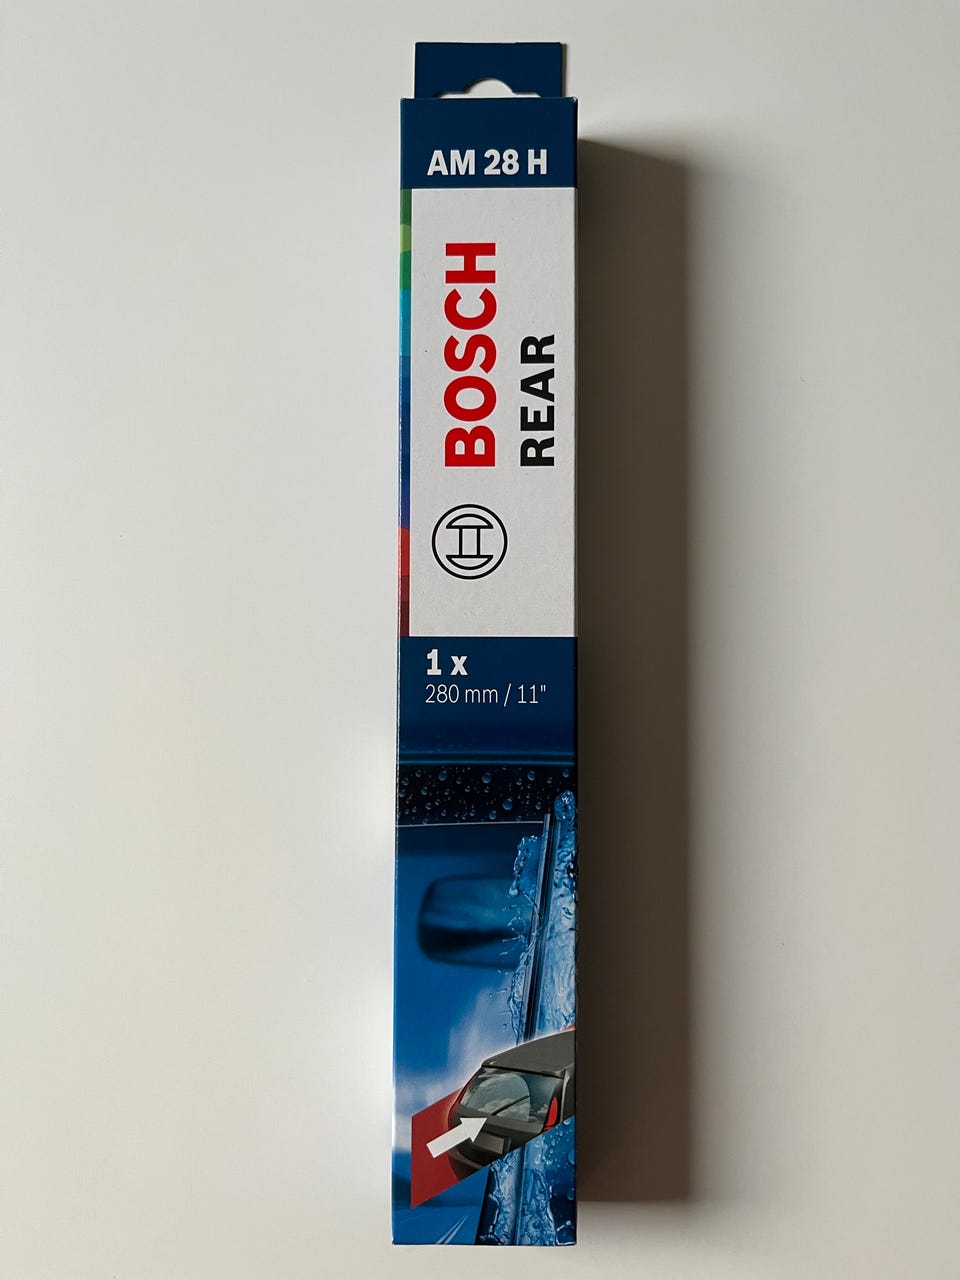 AM 28 H
BOSCH
REAR
1 x
280 mm / 11"